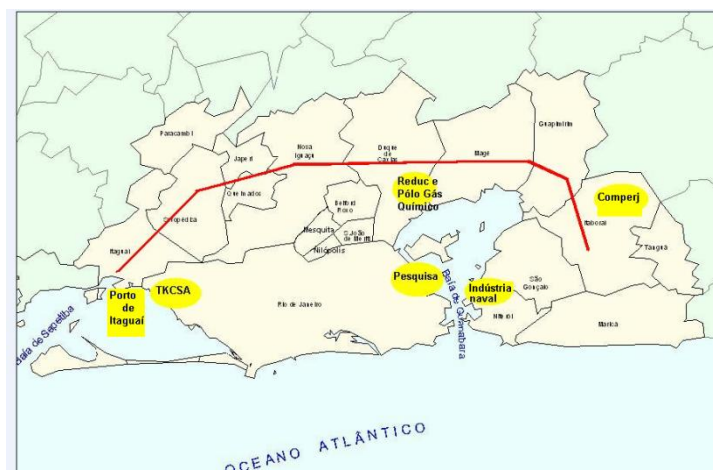 Paracambi
Japeri
Nova
Iguaçu
Duque
de
Caxias
Magé
Guapimirim
Queimados
Seropédica
Belford
Roxo
Reduc e
Pólo Gás
Químico
Comperj
Itaboraí
Mesquita
S.João
de Meriti
Nilópolis
Itaguaí
Tanguá
TKCSA
Pesquisa
Indústria
naval
São
Gonçalo
Porto
de
Itaguaí
Rio de Janeiro
Niterói
Maricá
Baía de Sepetiba
Baía de Guanabara
OCEANO ATLÂNTICO